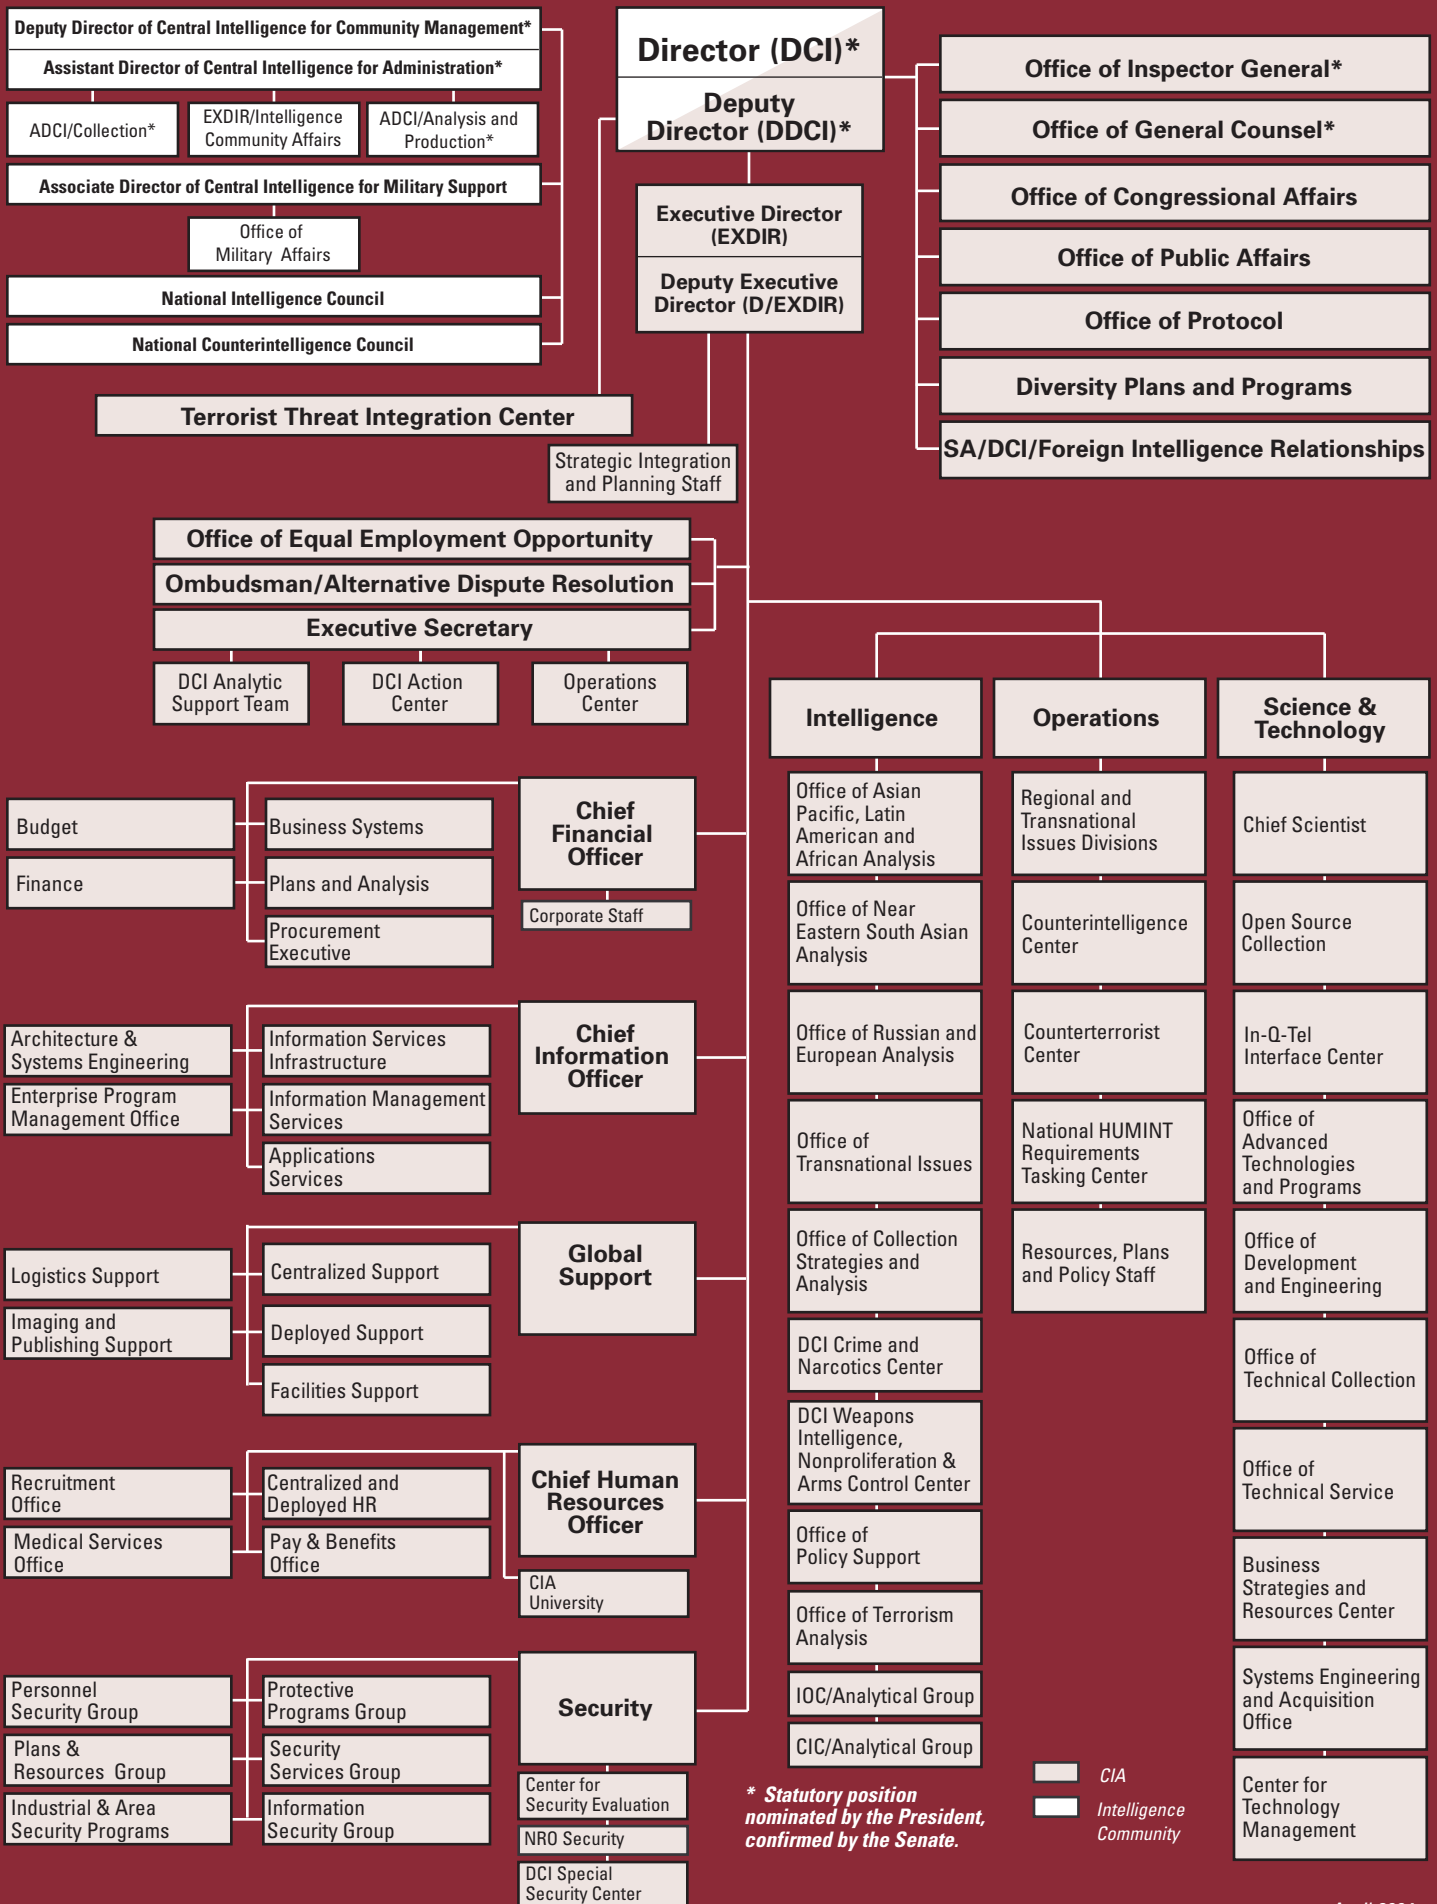 Deputy Director of Central Intelligence for Community Management*
Assistant Director of Central Intelligence for Administration*
ADCI/Collection*
EXDIR/Intelligence
Community Affairs
ADCI/Analysis and
Production*
Associate Director of Central Intelligence for Military Support
Office of
Military Affairs
National Intelligence Council
National Counterintelligence Council
Director (DCI)*
Deputy
Director (DDCI)*
Executive Director
(EXDIR)
Deputy Executive
Director (D/EXDIR)
Office of Inspector General*
Office of General Counsel*
Office of Congressional Affairs
Office of Public Affairs
Office of Protocol
Diversity Plans and Programs
SA/DCI/Foreign Intelligence Relationships
Terrorist Threat Integration Center
Strategic Integration
and Planning Staff
Office of Equal Employment Opportunity
Ombudsman/Alternative Dispute Resolution
Executive Secretary
DCI Analytic
Support Team
DCI Action
Center
Operations
Center
Chief
Financial
Officer
Corporate Staff
Budget
Finance
Business Systems
Plans and Analysis
Procurement
Executive
Chief
Information
Officer
Architecture &
Systems Engineering
Enterprise Program
Management Office
Information Services
Infrastructure
Information Management
Services
Applications
Services
Global
Support
Logistics Support
Imaging and
Publishing Support
Centralized Support
Deployed Support
Facilities Support
Chief Human
Resources
Officer
CIA
University
Recruitment
Office
Medical Services
Office
Centralized and
Deployed HR
Pay & Benefits
Office
Security
Personnel
Security Group
Plans &
Resources Group
Industrial & Area
Security Programs
Protective
Programs Group
Security
Services Group
Information
Security Group
Center for
Security Evaluation
NRO Security
DCI Special
Security Center
Intelligence
Office of Asian
Pacific, Latin
American and
African Analysis
Office of Near
Eastern South Asian
Analysis
Office of Russian and
European Analysis
Office of
Transnational Issues
Office of Collection
Strategies and
Analysis
DCI Crime and
Narcotics Center
DCI Weapons
Intelligence,
Nonproliferation &
Arms Control Center
Office of
Policy Support
Office of Terrorism
Analysis
IOC/Analytical Group
CIC/Analytical Group
Operations
Regional and
Transnational
Issues Divisions
Counterintelligence
Center
Counterterrorist
Center
National HUMINT
Requirements
Tasking Center
Resources, Plans
and Policy Staff
Science &
Technology
Chief Scientist
Open Source
Collection
In-Q-Tel
Interface Center
Office of
Advanced
Technologies
and Programs
Office of
Development
and Engineering
Office of
Technical Collection
Office of
Technical Service
Business
Strategies and
Resources Center
Systems Engineering
and Acquisition
Office
Center for
Technology
Management
* Statutory position
nominated by the President,
confirmed by the Senate.
CIA
Intelligence
Community